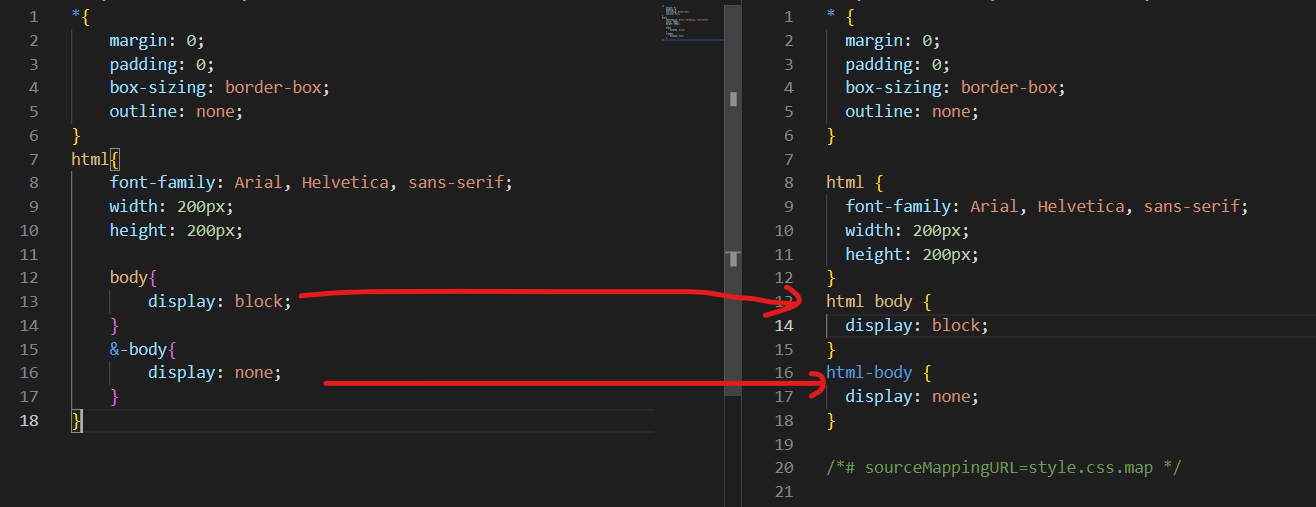 1 *{
2 margin: 0;
3 padding: 0;
4 box-sizing: border-box;
5 outline: none;
6 }
7 html{
8 font-family: Arial, Helvetica, sans-serif;
9 width: 200px;
10 height: 200px;
11
12 body{
13 display: block;
14 }
15 &-body{
16 display: none;
17 }
18 }
1 * {
2 margin: 0;
3 padding: 0;
4 box-sizing: border-box;
5 outline: none;
6 }
7
8 html {
9 font-family: Arial, Helvetica, sans-serif;
10 width: 200px;
11 height: 200px;
12 }
13 html body {
14 display: block;
15 }
16 html-body {
17 display: none;
18 }
19
20 /*# sourceMappingURL=style.css.map */
21